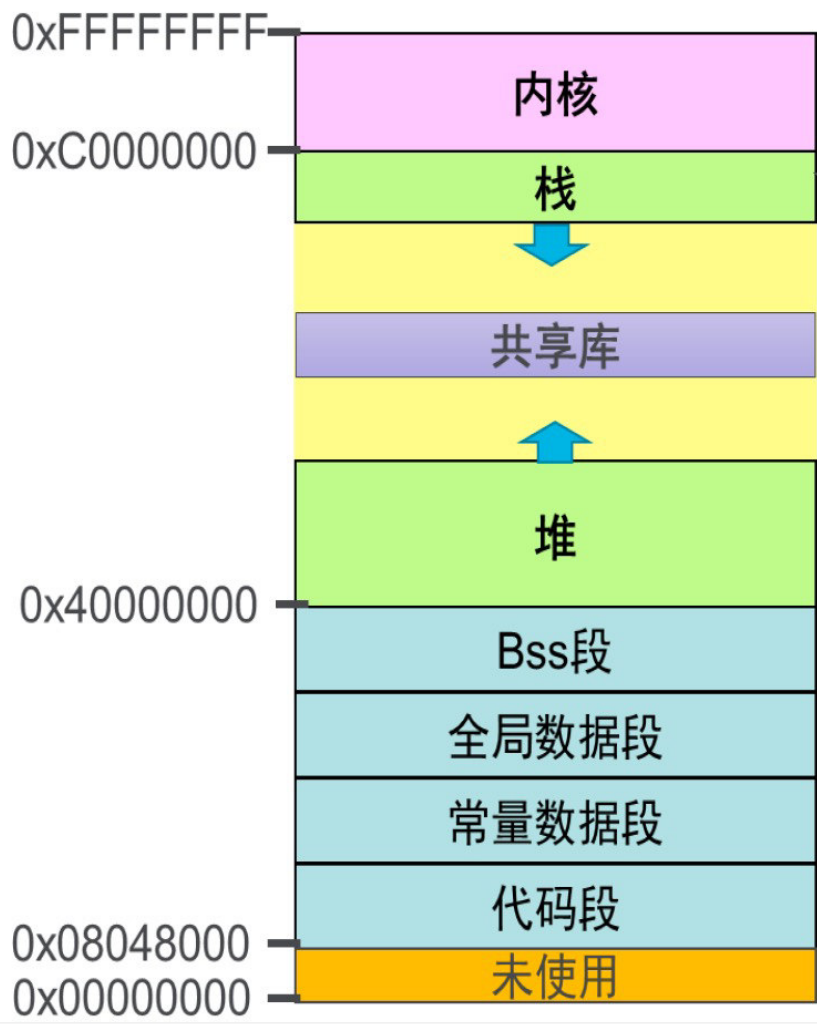 0xFFFFFFFF
内核
0xC0000000
栈
共享库
堆
0x40000000
Bss段
全局数据段
常量数据段
代码段
0x08048000
未使用
0x00000000